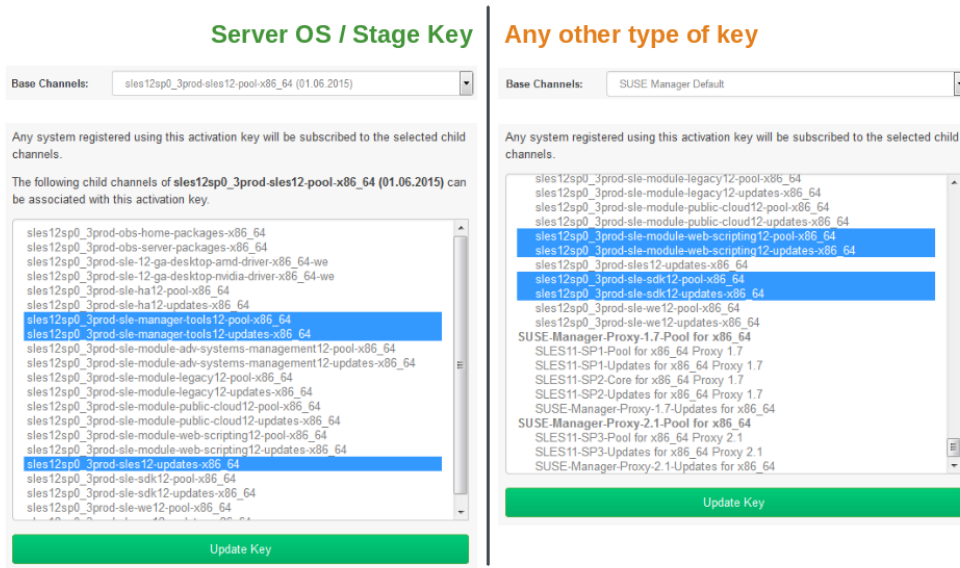 Server OS / Stage Key
Base Channels: sles12sp0_3prod-sles12-pool-x86_64 (01.06.2015)
Any system registered using this activation key will be subscribed to the selected child
channels.
The following child channels of sles12sp0_3prod-sles12-pool-x86_64 (01.06.2015) can
be associated with this activation key.
sles12sp0_3prod-obs-home-packages-x86_64
sles12sp0_3prod-obs-server-packages-x86_64
sles12sp0_3prod-sle-12-ga-desktop-amd-driver-x86_64-we
sles12sp0_3prod-sle-12-ga-desktop-nvidia-driver-x86_64-we
sles12sp0_3prod-sle-ha12-pool-x86_64
sles12sp0_3prod-sle-ha12-updates-x86_64
sles12sp0_3prod-sle-manager-tools12-pool-x86_64
sles12sp0_3prod-sle-manager-tools12-updates-x86_64
sles12sp0_3prod-sle-module-adv-systems-management12-pool-x86_64
sles12sp0_3prod-sle-module-adv-systems-management12-updates-x86_64
sles12sp0_3prod-sle-module-legacy12-pool-x86_64
sles12sp0_3prod-sle-module-legacy12-updates-x86_64
sles12sp0_3prod-sle-module-public-cloud12-pool-x86_64
sles12sp0_3prod-sle-module-public-cloud12-updates-x86_64
sles12sp0_3prod-sle-module-web-scripting12-pool-x86_64
sles12sp0_3prod-sle-module-web-scripting12-updates-x86_64
sles12sp0_3prod-sles12-updates-x86_64
sles12sp0_3prod-sle-sdk12-pool-x86_64
sles12sp0_3prod-sle-sdk12-updates-x86_64
sles12sp0_3prod-sle-we12-pool-x86_64
Update Key
Any other type of key
Base Channels: SUSE Manager Default
Any system registered using this activation key will be subscribed to the selected child
channels.
sles12sp0_3prod-sle-module-legacy12-pool-x86_64
sles12sp0_3prod-sle-module-legacy12-updates-x86_64
sles12sp0_3prod-sle-module-public-cloud12-pool-x86_64
sles12sp0_3prod-sle-module-public-cloud12-updates-x86_64
sles12sp0_3prod-sle-module-web-scripting12-pool-x86_64
sles12sp0_3prod-sle-module-web-scripting12-updates-x86_64
sles12sp0_3prod-sles12-updates-x86_64
sles12sp0_3prod-sle-sdk12-pool-x86_64
sles12sp0_3prod-sle-sdk12-updates-x86_64
sles12sp0_3prod-sle-we12-pool-x86_64
sles12sp0_3prod-sle-we12-updates-x86_64
SUSE-Manager-Proxy-1.7-Pool for x86_64
SLES11-SP1-Pool for x86_64 Proxy 1.7
SLES11-SP1-Updates for x86_64 Proxy 1.7
SLES11-SP2-Core for x86_64 Proxy 1.7
SLES11-SP2-Updates for x86_64 Proxy 1.7
SUSE-Manager-Proxy-1.7-Updates for x86_64
SUSE-Manager-Proxy-2.1-Pool for x86_64
SLES11-SP3-Pool for x86_64 Proxy 2.1
SLES11-SP3-Updates for x86_64 Proxy 2.1
SUSE-Manager-Proxy-2.1-Updates for x86_64
Update Key